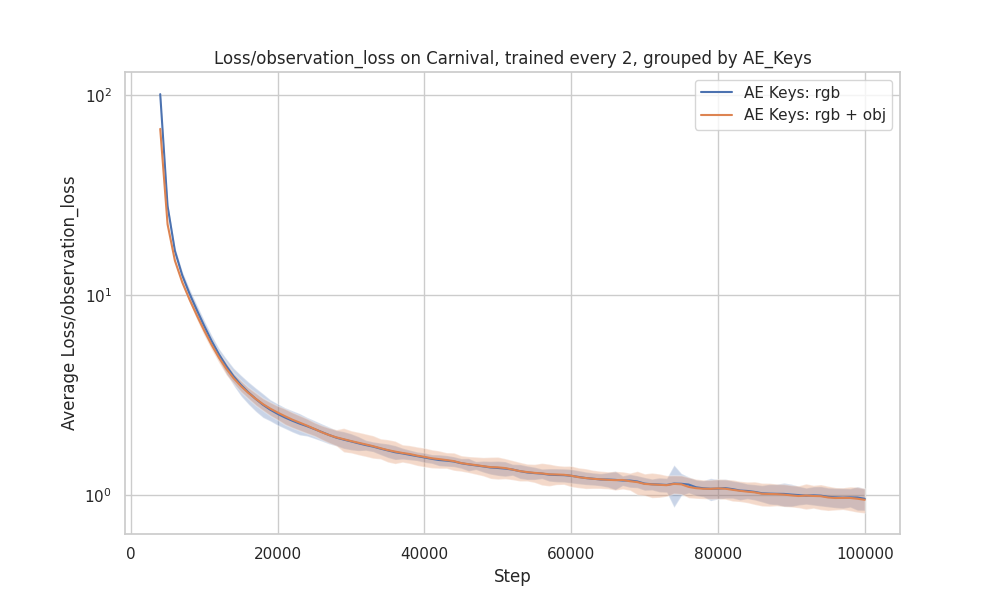 Loss/observation_loss on Carnival, trained every 2, grouped by AE_Keys
AE Keys: rgb
AE Keys: rgb + obj
Average Loss/observation_loss
10²
10¹
10⁰
0
20000
40000
60000
80000
100000
Step